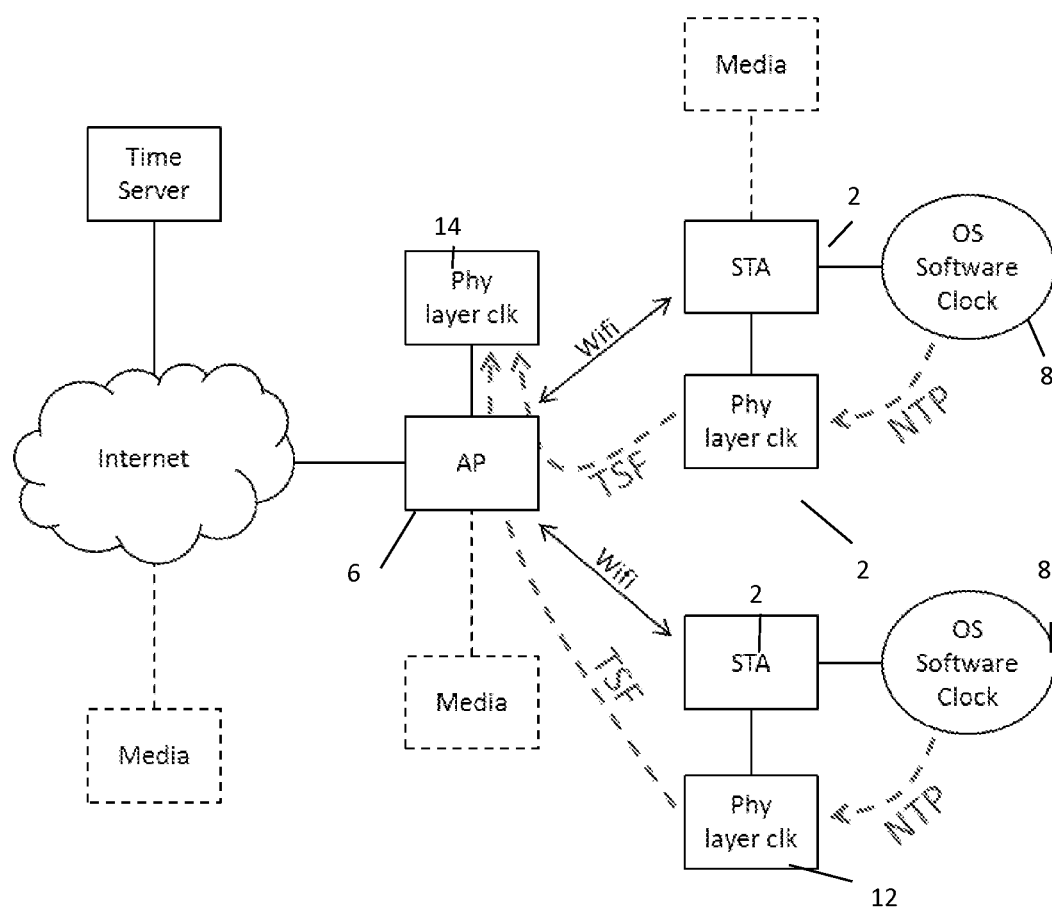 Media
Time
Server
2
14
STA
OS
Software
Clock
Phy
layer clk
Wifi
8
Phy
layer clk
NTP
Internet
AP
TSF
6
Wifi
2
8
2
STA
OS
Software
Clock
TSF
Media
Media
Phy
layer clk
NTP
12